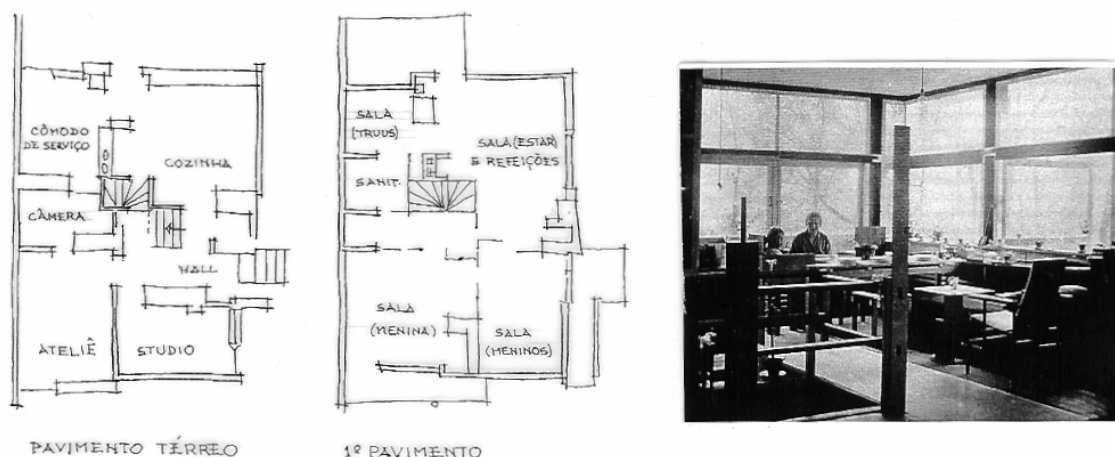 CÔMODO
DE SERVIÇO
COZINHA
CÂMERA
HALL
ATELIÊ
STUDIO
PAVIMENTO TÉRREO
SALA
(TRUUS)
SALA (ESTAR)
E REFEIÇÕES
SANIT.
SALA
(MENINA)
SALA
(MENINOS)
1º PAVIMENTO